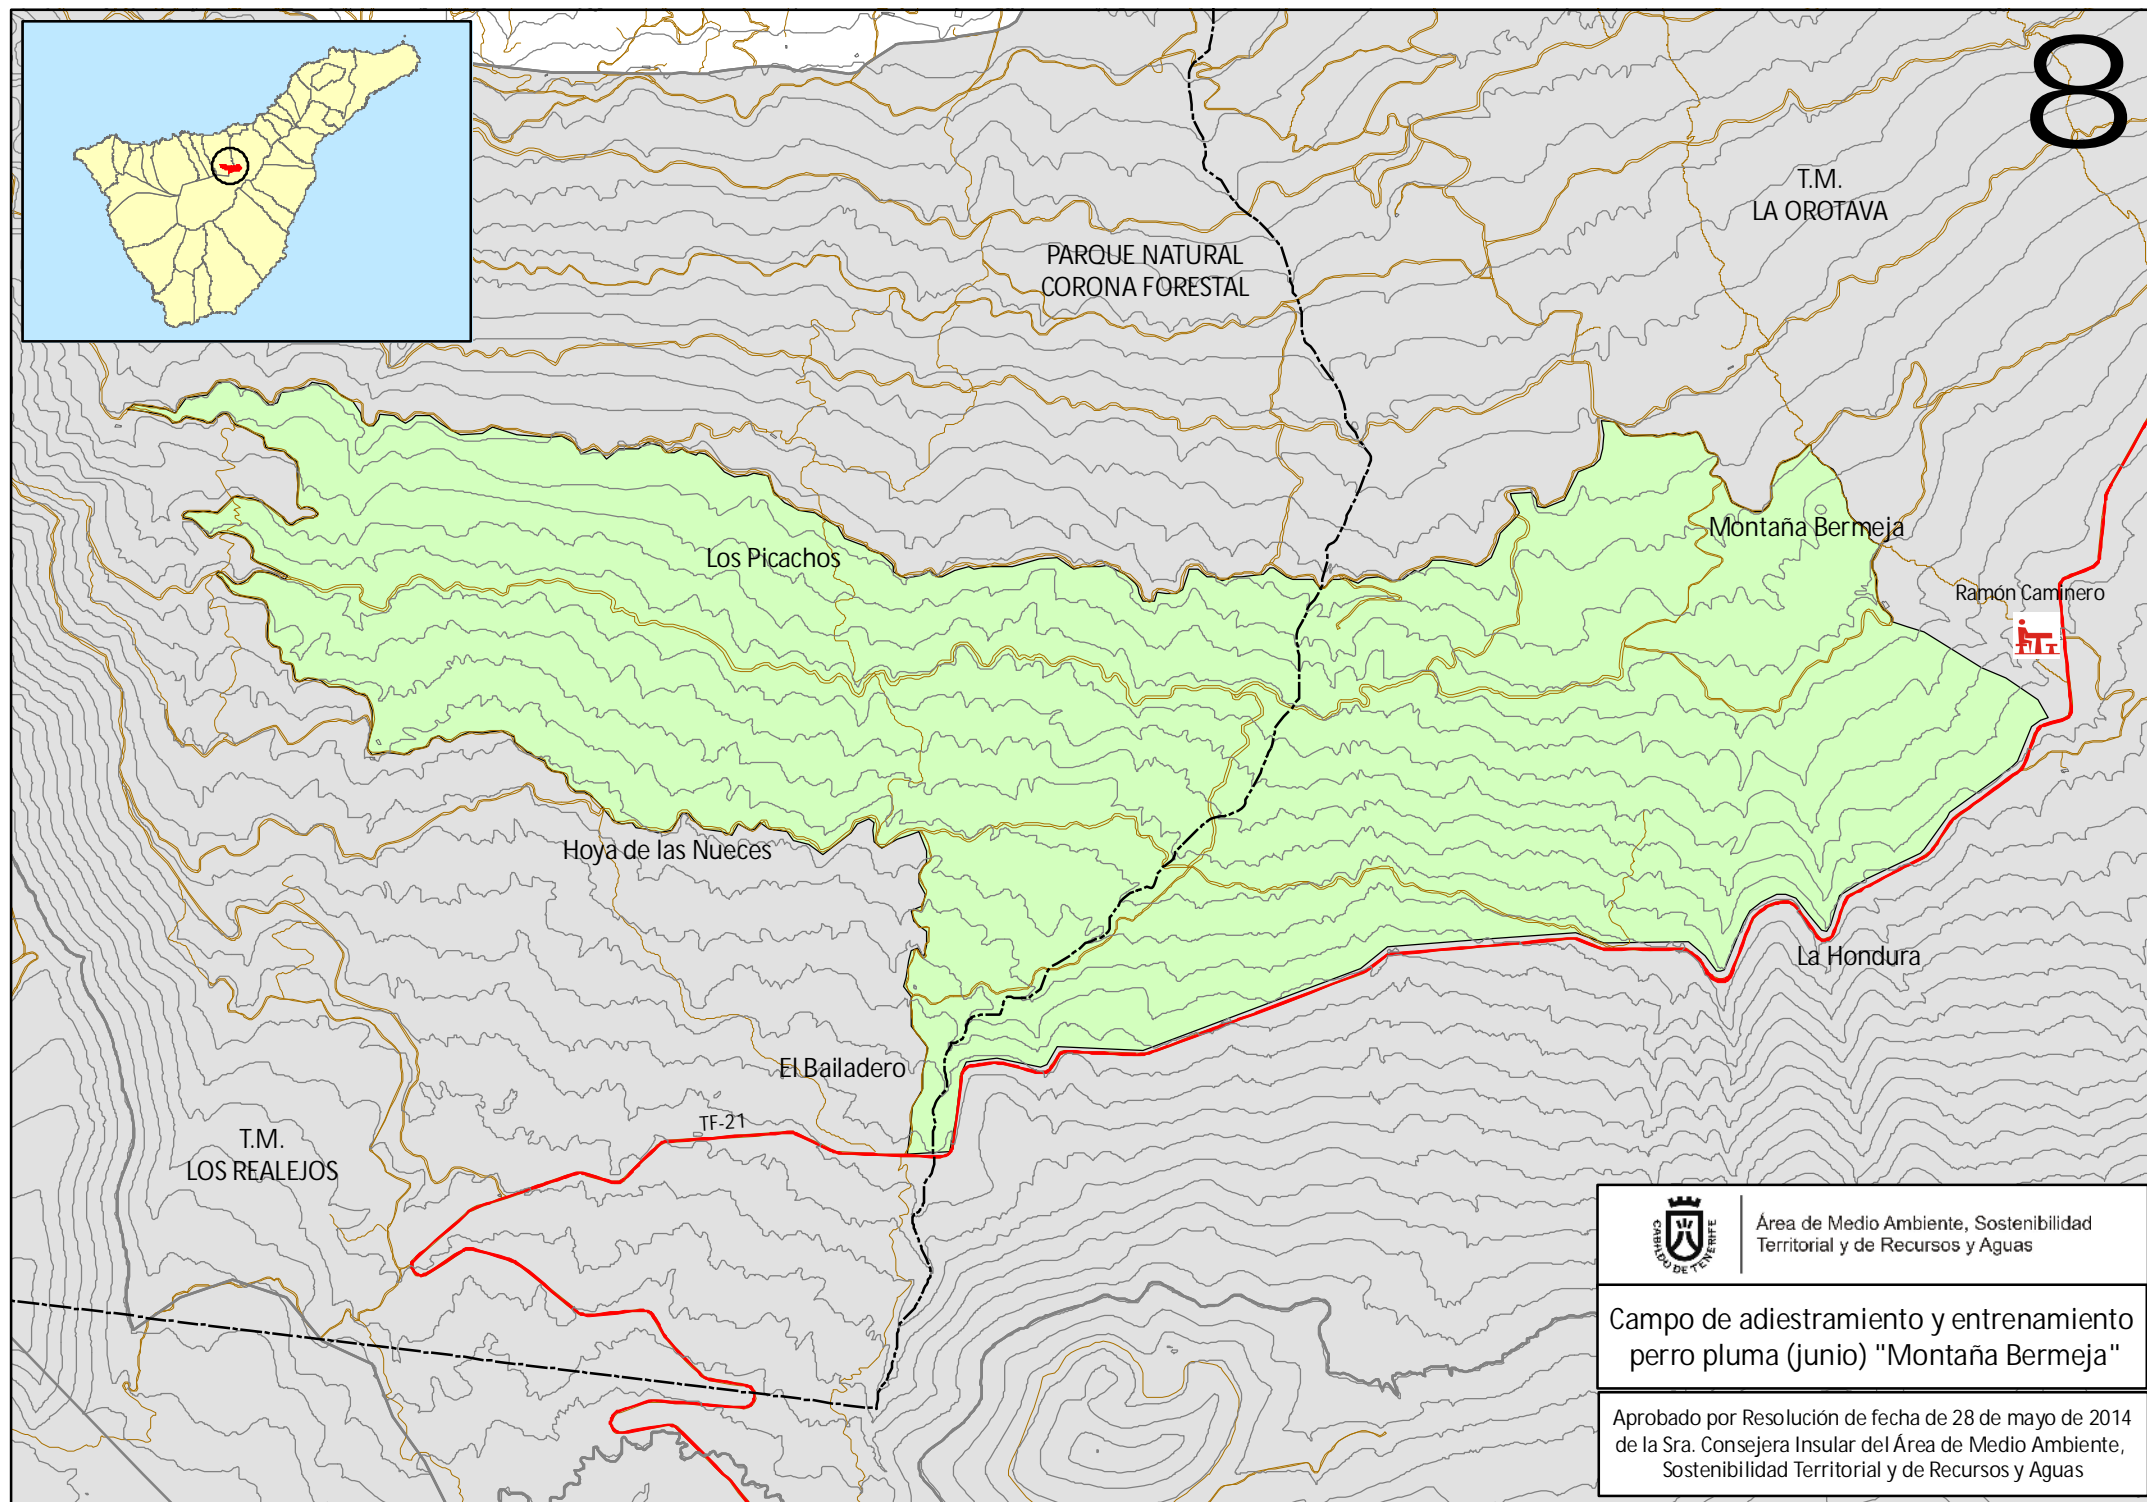 8
T.M.
LA OROTAVA
PARQUE NATURAL
CORONA FORESTAL
Montaña Bermeja
Los Picachos
Ramón Caminero
Hoya de las Nueces
La Hondura
El Bailadero
TF-21
T.M.
LOS REALEJOS
CABILDO DE TENERIFE
Área de Medio Ambiente, Sostenibilidad
Territorial y de Recursos y Aguas
Campo de adiestramiento y entrenamiento
perro pluma (junio) "Montaña Bermeja"
Aprobado por Resolución de fecha de 28 de mayo de 2014
de la Sra. Consejera Insular del Área de Medio Ambiente,
Sostenibilidad Territorial y de Recursos y Aguas